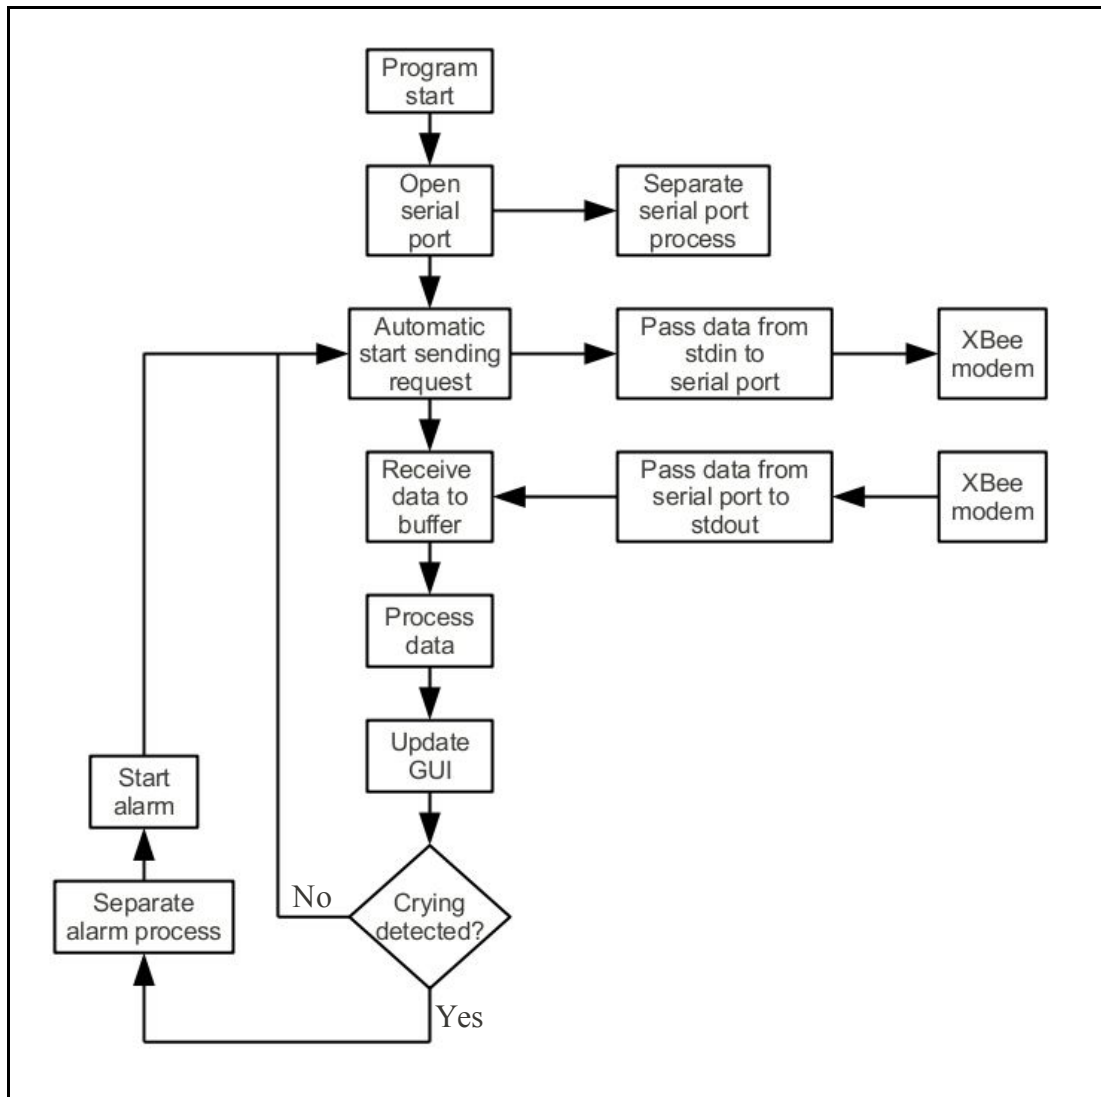 Program
start
Open
serial
port
Separate
serial port
process
Automatic
start sending
request
Pass data from
stdin to
serial port
XBee
modem
Receive
data to
buffer
Pass data from
serial port to
stdout
XBee
modem
Process
data
Update
GUI
Start
alarm
Separate
alarm process
No
Crying
detected?
Yes